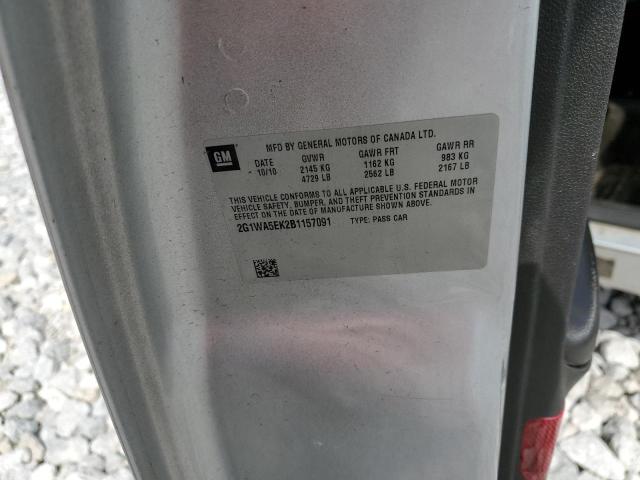 GM
MFD BY GENERAL MOTORS OF CANADA LTD.
DATE GVWR GAWR FRT GAWR RR
10/10 2145 KG 1162 KG 983 KG
4729 LB 2562 LB 2167 LB
THIS VEHICLE CONFORMS TO ALL APPLICABLE U.S. FEDERAL MOTOR
VEHICLE SAFETY, BUMPER, AND THEFT PREVENTION STANDARDS IN
EFFECT ON THE DATE OF MANUFACTURE SHOWN ABOVE.
2G1WA5EK2B1157091 TYPE: PASS CAR